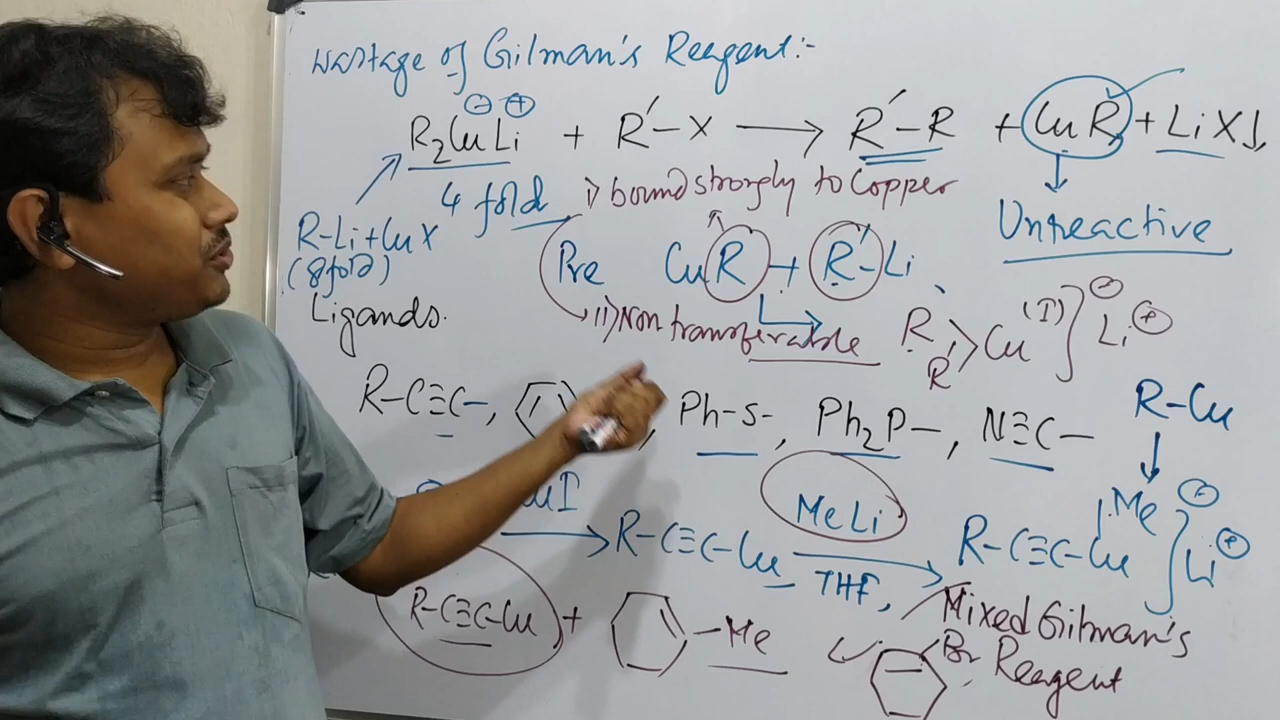 Wastage of Gilman's Reagent:-
⊖ ⊕
R₂CuLi + R′–X ⟶ R′–R + CuR + LiX↓,
4 fold
i) bound strongly to Copper
Unreactive
R-Li+CuX
(8 fold)
Pre CuR + R′–Li
ii) Non transferable
R, R′ > Cu (I) ] ⊖ Li ⊕
Ligands.
R–C≡C–, , Ph–S–, Ph₂P–, N≡C–
R–Cu
↓
CuI ⟶ R–C≡C–Cu MeLi THF, ⟶ R–C≡C–Cu Me ] ⊖ Li ⊕
R–C≡C–Cu + –Me
Mixed Gilman's
Reagent
Br